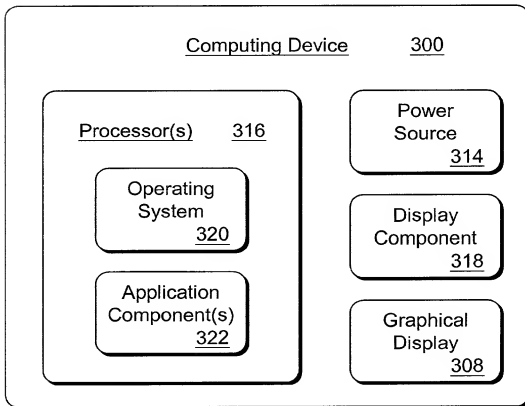 Computing Device 300
Processor(s) 316
Operating
System
320
Application
Component(s)
322
Power
Source
314
Display
Component
318
Graphical
Display
308